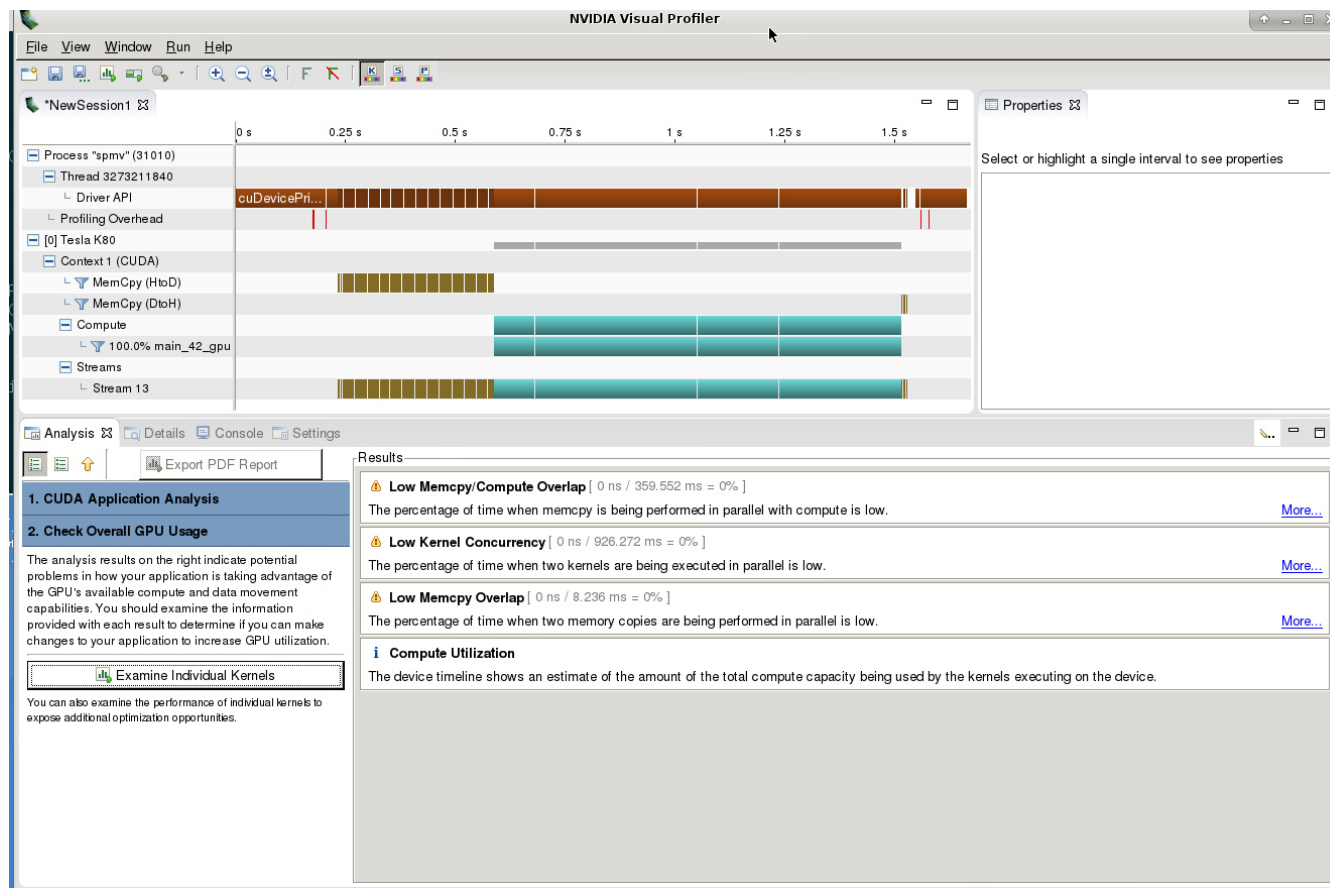 NVIDIA Visual Profiler
File View Window Run Help
*NewSession1
Properties
0 s 0.25 s 0.5 s 0.75 s 1 s 1.25 s 1.5 s
Process "spmv" (31010)
Thread 3273211840
Driver API
cuDevicePri...
Profiling Overhead
[0] Tesla K80
Context 1 (CUDA)
MemCpy (HtoD)
MemCpy (DtoH)
Compute
100.0% main_42_gpu
Streams
Stream 13
Select or highlight a single interval to see properties
Analysis Details Console Settings
Export PDF Report
1. CUDA Application Analysis
2. Check Overall GPU Usage
The analysis results on the right indicate potential
problems in how your application is taking advantage of
the GPU's available compute and data movement
capabilities. You should examine the information
provided with each result to determine if you can make
changes to your application to increase GPU utilization.
Examine Individual Kernels
You can also examine the performance of individual kernels to
expose additional optimization opportunities.
Results
Low Memcpy/Compute Overlap [ 0 ns / 359.552 ms = 0% ]
The percentage of time when memcpy is being performed in parallel with compute is low. More...
Low Kernel Concurrency [ 0 ns / 926.272 ms = 0% ]
The percentage of time when two kernels are being executed in parallel is low. More...
Low Memcpy Overlap [ 0 ns / 8.236 ms = 0% ]
The percentage of time when two memory copies are being performed in parallel is low. More...
Compute Utilization
The device timeline shows an estimate of the amount of the total compute capacity being used by the kernels executing on the device.